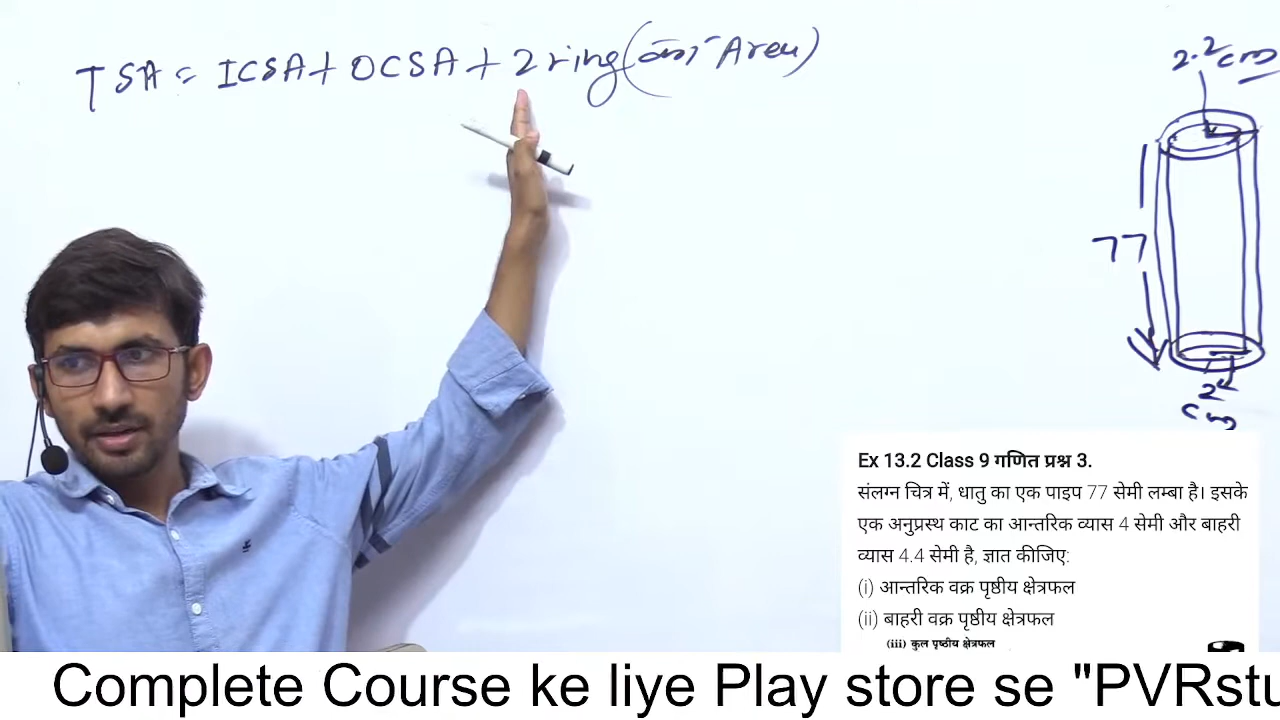 TSA = ICSA + OCSA + 2 ring (का Area)
2.2 cm
77
2
cm
Ex 13.2 Class 9 गणित प्रश्न 3.
संलग्न चित्र में, धातु का एक पाइप 77 सेमी लम्बा है। इसके
एक अनुप्रस्थ काट का आन्तरिक व्यास 4 सेमी और बाहरी
व्यास 4.4 सेमी है, ज्ञात कीजिए:
(i) आन्तरिक वक्र पृष्ठीय क्षेत्रफल
(ii) बाहरी वक्र पृष्ठीय क्षेत्रफल
(iii) कुल पृष्ठीय क्षेत्रफल
Complete Course ke liye Play store se "PVRstu